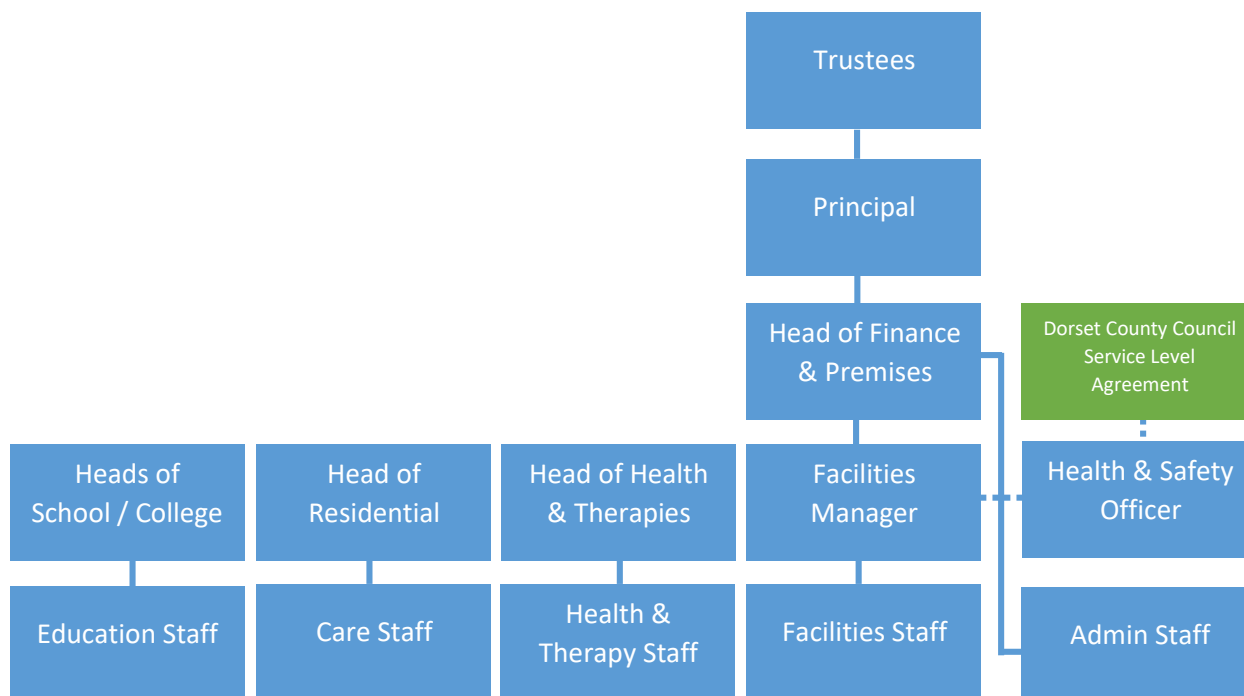 Trustees
Principal
Head of Finance
& Premises
Dorset County Council
Service Level
Agreement
Heads of
School / College
Head of
Residential
Head of Health
& Therapies
Facilities
Manager
Health & Safety
Officer
Education Staff
Care Staff
Health &
Therapy Staff
Facilities Staff
Admin Staff